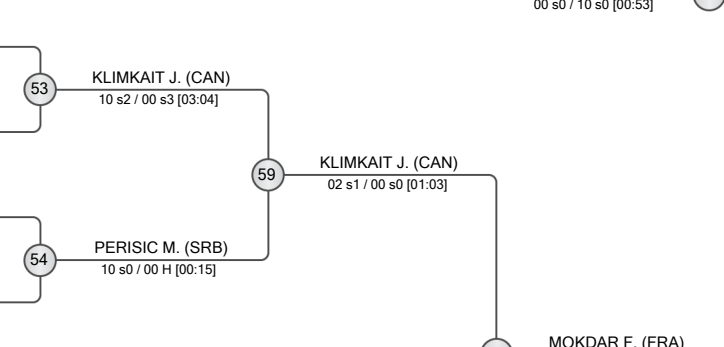 00 s0 / 10 s0 [00:53]
53
KLIMKAIT J. (CAN)
10 s2 / 00 s3 [03:04]
59
KLIMKAIT J. (CAN)
02 s1 / 00 s0 [01:03]
54
PERISIC M. (SRB)
10 s0 / 00 H [00:15]
MOKDAR F. (FRA)